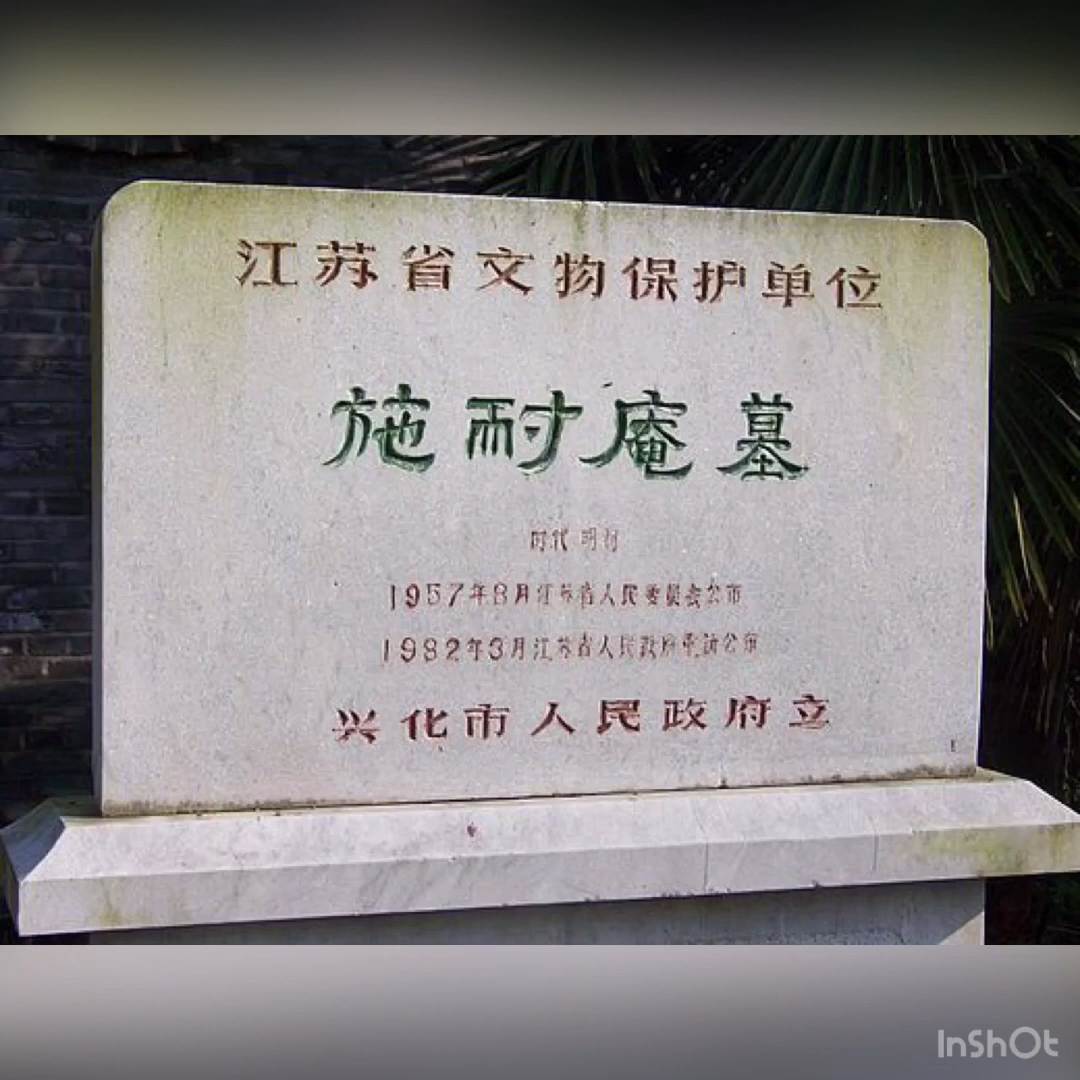 江苏省文物保护单位
施耐庵墓
时代 明初
1957年8月江苏省人民委员会公布
1982年3月江苏省人民政府重新公布
兴化市人民政府立
InShOt